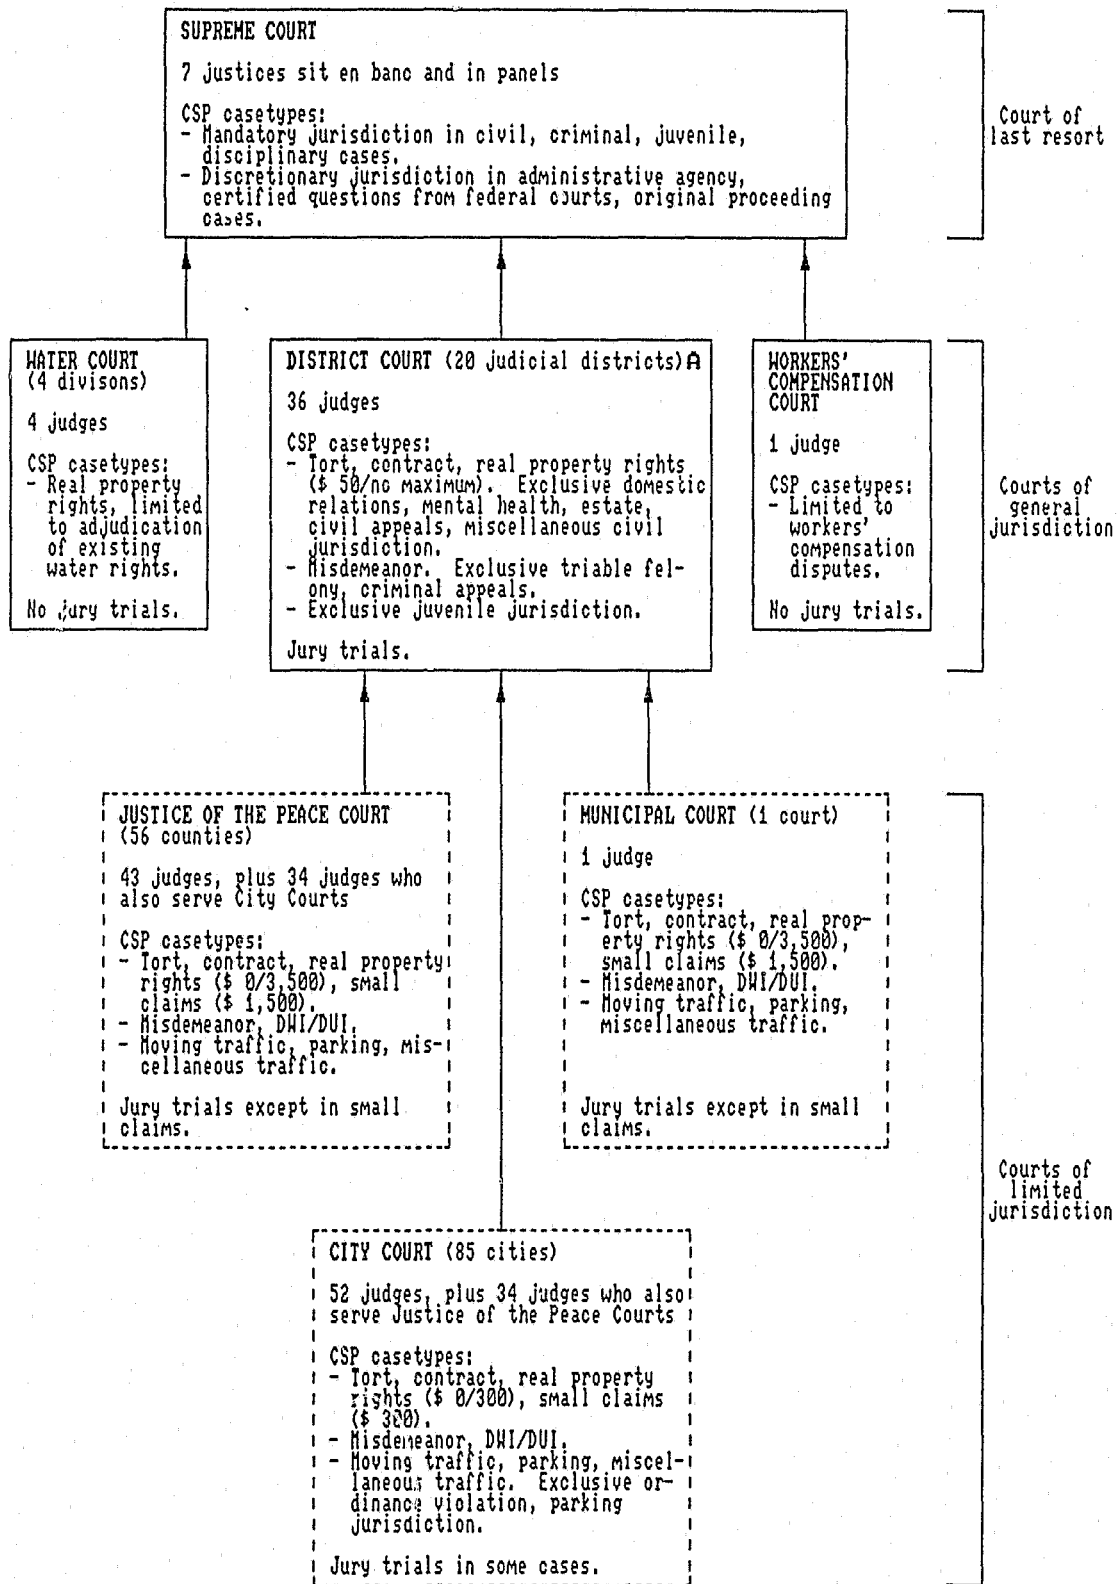 SUPREME COURT
7 justices sit en banc and in panels
CSP casetypes:
- Mandatory jurisdiction in civil, criminal, juvenile,
disciplinary cases.
- Discretionary jurisdiction in administrative agency,
certified questions from federal courts, original proceeding
cases.
Court of
last resort
WATER COURT
(4 divisons)
4 judges
CSP casetypes:
- Real property
rights, limited
to adjudication
of existing
water rights.
No jury trials.
DISTRICT COURT (20 judicial districts) A
36 judges
CSP casetypes:
- Tort, contract, real property rights
($ 50/no maximum). Exclusive domestic
relations, mental health, estate,
civil appeals, miscellaneous civil
jurisdiction.
- Misdemeanor. Exclusive triable fel-
ony, criminal appeals.
- Exclusive juvenile jurisdiction.
Jury trials.
WORKERS'
COMPENSATION
COURT
1 judge
CSP casetypes:
- Limited to
workers'
compensation
disputes.
No jury trials.
Courts of
general
jurisdiction
JUSTICE OF THE PEACE COURT
(56 counties)
43 judges, plus 34 judges who
also serve City Courts
CSP casetypes:
- Tort, contract, real property
rights ($ 0/3,500), small
claims ($ 1,500).
- Misdemeanor, DWI/DUI.
- Moving traffic, parking, mis-
cellaneous traffic.
Jury trials except in small
claims.
MUNICIPAL COURT (1 court)
1 judge
CSP casetypes:
- Tort, contract, real prop-
erty rights ($ 0/3,500),
small claims ($ 1,500).
- Misdemeanor, DWI/DUI.
- Moving traffic, parking,
miscellaneous traffic.
Jury trials except in small
claims.
Courts of
limited
jurisdiction
CITY COURT (85 cities)
52 judges, plus 34 judges who also
serve Justice of the Peace Courts
CSP casetypes:
- Tort, contract, real property
rights ($ 0/300), small claims
($ 300).
- Misdemeanor, DWI/DUI.
- Moving traffic, parking, miscel-
laneous traffic. Exclusive or-
dinance violation, parking
jurisdiction.
Jury trials in some cases.